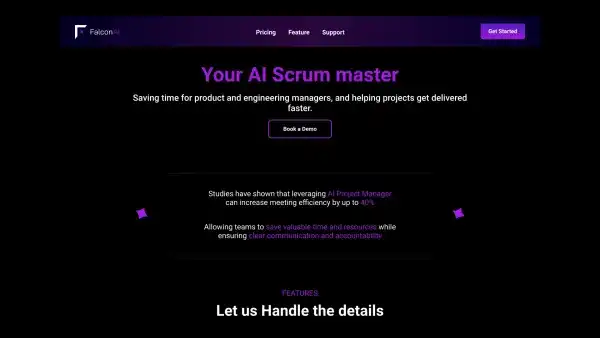 FalconAI
Pricing
Feature
Support
Get Started
Your AI Scrum master
Saving time for product and engineering managers, and helping projects get delivered
faster.
Book a Demo
Studies have shown that leveraging AI Project Manager
can increase meeting efficiency by up to 40%
Allowing teams to save valuable time and resources while
ensuring clear communication and accountability
FEATURES
Let us Handle the details